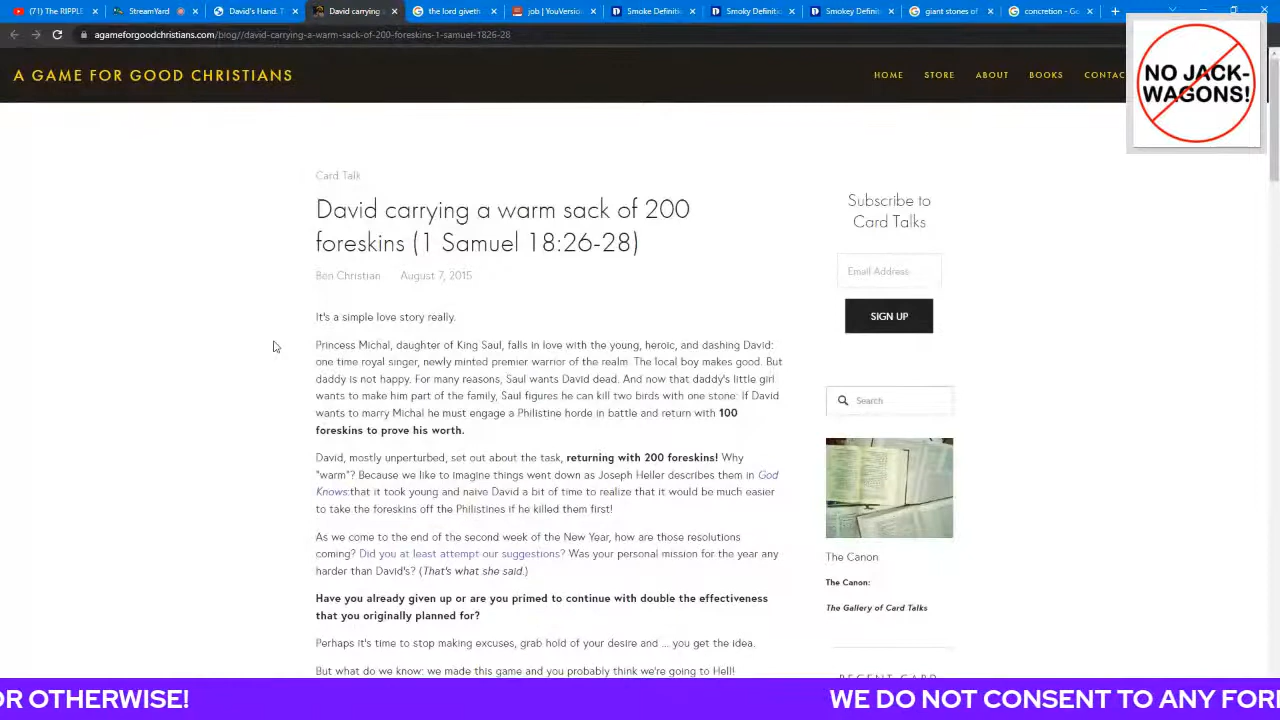 (71) The RIPPLE
StreamYard
David's Hand. T
David carrying a
the lord giveth
job | YouVersion
Smoke Definitio
Smoky Definitio
Smokey Definiti
giant stones of
concretion - Go
agameforgoodchristians.com/blog//david-carrying-a-warm-sack-of-200-foreskins-1-samuel-1826-28
A GAME FOR GOOD CHRISTIANS
HOME STORE ABOUT BOOKS CONTAC
NO JACK-
WAGONS!
Card Talk
David carrying a warm sack of 200
foreskins (1 Samuel 18:26-28)
Ben Christian August 7, 2015
It's a simple love story really.
Princess Michal, daughter of King Saul, falls in love with the young, heroic, and dashing David:
one time royal singer, newly minted premier warrior of the realm. The local boy makes good. But
daddy is not happy. For many reasons, Saul wants David dead. And now that daddy's little girl
wants to make him part of the family, Saul figures he can kill two birds with one stone: If David
wants to marry Michal he must engage a Philistine horde in battle and return with 100
foreskins to prove his worth.
David, mostly unperturbed, set out about the task, returning with 200 foreskins! Why
"warm"? Because we like to imagine things went down as Joseph Heller describes them in God
Knows:that it took young and naive David a bit of time to realize that it would be much easier
to take the foreskins off the Philistines if he killed them first!
As we come to the end of the second week of the New Year, how are those resolutions
coming? Did you at least attempt our suggestions? Was your personal mission for the year any
harder than David's? (That's what she said.)
Have you already given up or are you primed to continue with double the effectiveness
that you originally planned for?
Perhaps it's time to stop making excuses, grab hold of your desire and ... you get the idea.
But what do we know: we made this game and you probably think we're going to Hell!
Subscribe to
Card Talks
Email Address
SIGN UP
Search
The Canon
The Canon:
The Gallery of Card Talks
RECENT CARD
OR OTHERWISE! WE DO NOT CONSENT TO ANY FOR